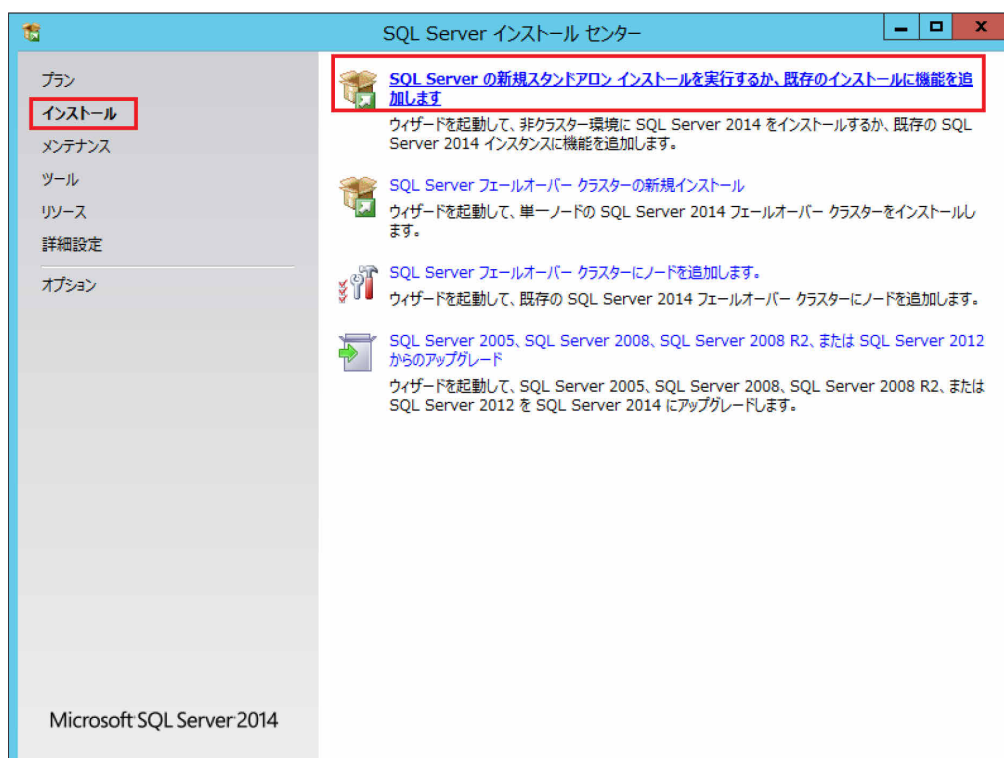 SQL Server インストール センター
プラン
インストール
メンテナンス
ツール
リソース
詳細設定
オプション
SQL Server の新規スタンドアロン インストールを実行するか、既存のインストールに機能を追
加します
ウィザードを起動して、非クラスター環境に SQL Server 2014 をインストールするか、既存の SQL
Server 2014 インスタンスに機能を追加します。
SQL Server フェールオーバー クラスターの新規インストール
ウィザードを起動して、単一ノードの SQL Server 2014 フェールオーバー クラスターをインストールし
ます。
SQL Server フェールオーバー クラスターにノードを追加します。
ウィザードを起動して、既存の SQL Server 2014 フェールオーバー クラスターにノードを追加します。
SQL Server 2005、SQL Server 2008、SQL Server 2008 R2、または SQL Server 2012
からのアップグレード
ウィザードを起動して、SQL Server 2005、SQL Server 2008、SQL Server 2008 R2、または
SQL Server 2012 を SQL Server 2014 にアップグレードします。
Microsoft SQL Server 2014